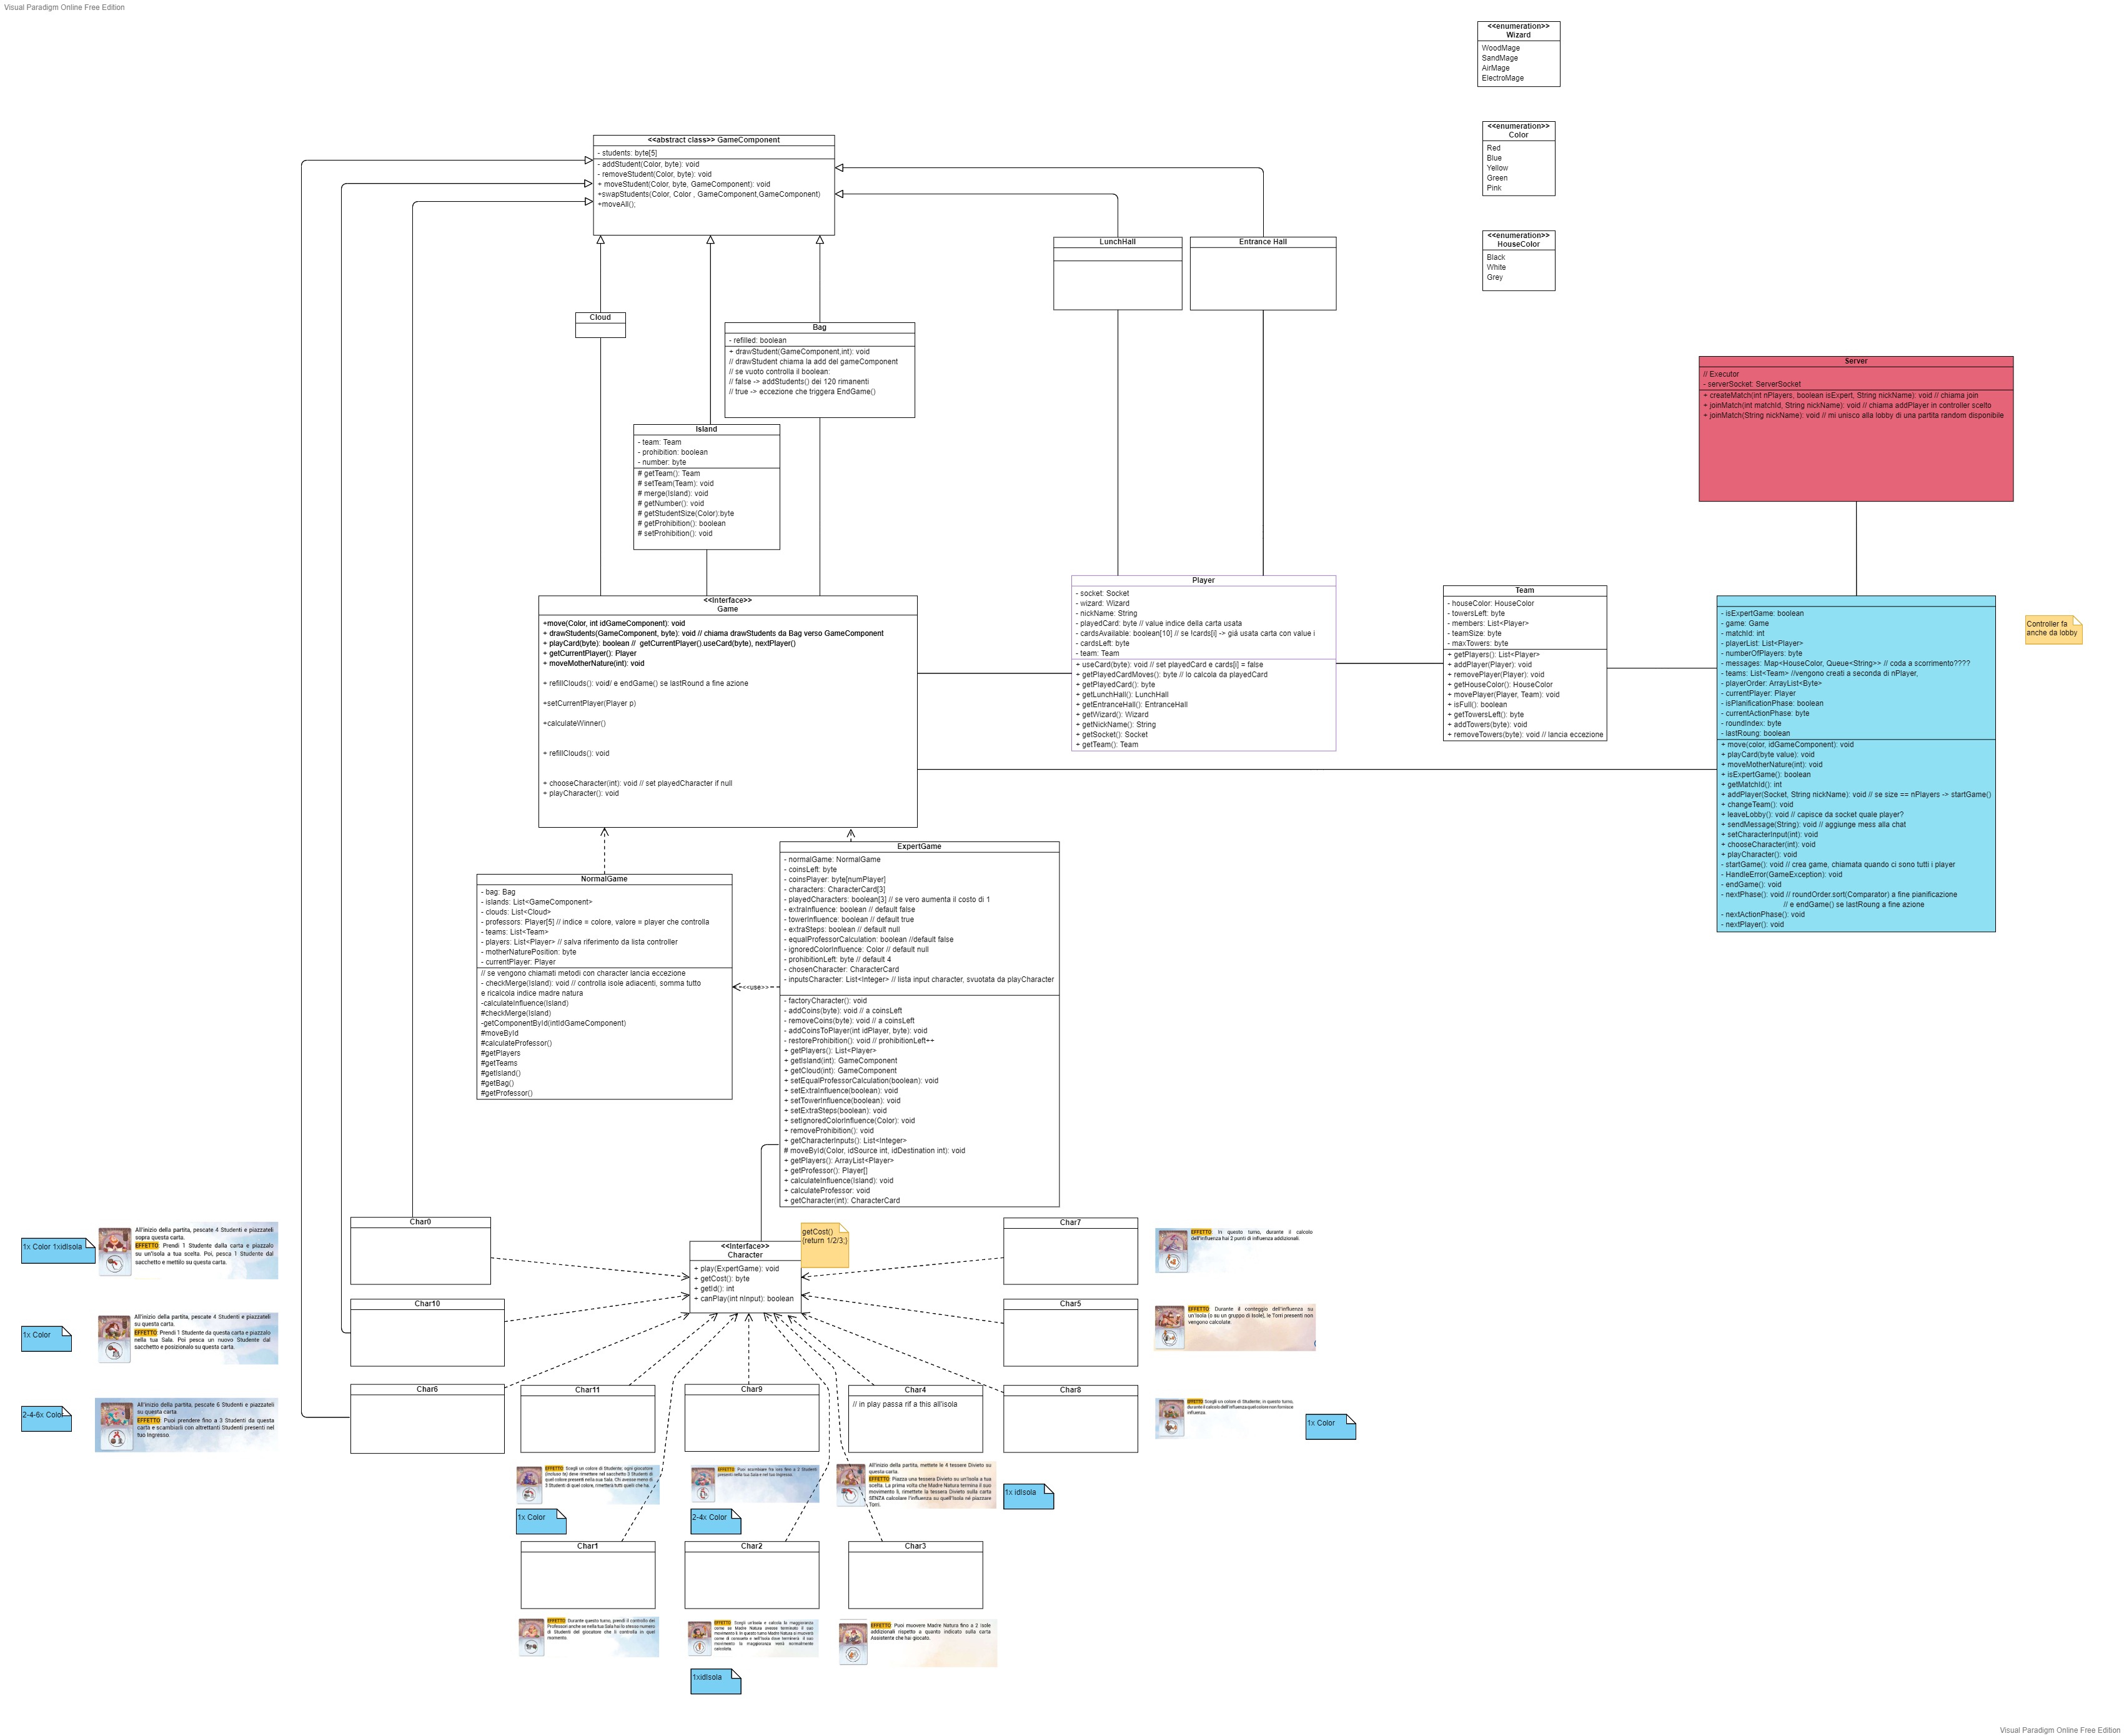 Visual Paradigm Online Free Edition
<<enumeration>>
Wizard
WoodMage
SandMage
AirMage
ElectroMage
<<enumeration>>
Color
Red
Blue
Yellow
Green
Pink
<<enumeration>>
HouseColor
Black
White
Grey
<<abstract class>> GameComponent
- students: byte[5]
- addStudent(Color, byte): void
- removeStudent(Color, byte): void
+ moveStudent(Color, byte, GameComponent): void
+swapStudents(Color, Color , GameComponent,GameComponent)
+moveAll();
LunchHall
Entrance Hall
Cloud
Bag
- refilled: boolean
+ drawStudent(GameComponent,int): void
// drawStudent chiama la add del gameComponent
// se vuoto controlla il boolean:
// false -> addStudents() dei 120 rimanenti
// true -> eccezione che triggera EndGame()
Island
- team: Team
- prohibition: boolean
- number: byte
# getTeam(): Team
# setTeam(Team): void
# merge(Island): void
# getNumber(): void
# getStudentSize(Color):byte
# getProhibition(): boolean
# setProhibition(): void
Server
// Executor
- serverSocket: ServerSocket
+ createMatch(int nPlayers, boolean isExpert, String nickName): void // chiama join
+ joinMatch(int matchId, String nickName): void // chiama addPlayer in controller scelto
+ joinMatch(String nickName): void // mi unisco alla lobby di una partita random disponibile
<<Interface>>
Game
+move(Color, int idGameComponent): void
+ drawStudents(GameComponent, byte): void // chiama drawStudents da Bag verso GameComponent
+ playCard(byte): boolean //  getCurrentPlayer().useCard(byte), nextPlayer()
+ getCurrentPlayer(): Player
+ moveMotherNature(int): void
+ refillClouds(): void/ e endGame() se lastRound a fine azione
+setCurrentPlayer(Player p)
+calculateWinner()
+ refillClouds(): void
+ chooseCharacter(int): void // set playedCharacter if null
+ playCharacter(): void
Player
- socket: Socket
- wizard: Wizard
- nickName: String
- playedCard: byte // value indice della carta usata
- cardsAvailable: boolean[10] // se !cards[i] -> giá usata carta con value i
- cardsLeft: byte
- team: Team
+ useCard(byte): void // set playedCard e cards[i] = false
+ getPlayedCardMoves(): byte // lo calcola da playedCard
+ getPlayedCard(): byte
+ getLunchHall(): LunchHall
+ getEntranceHall(): EntranceHall
+ getWizard(): Wizard
+ getNickName(): String
+ getSocket(): Socket
+ getTeam(): Team
Team
- houseColor: HouseColor
- towersLeft: byte
- members: List<Player>
- teamSize: byte
- maxTowers: byte
+ getPlayers(): List<Player>
+ addPlayer(Player): void
+ removePlayer(Player): void
+ getHouseColor(): HouseColor
+ movePlayer(Player, Team): void
+ isFull(): boolean
+ getTowersLeft(): byte
+ addTowers(byte): void
+ removeTowers(byte): void // lancia eccezione
- isExpertGame: boolean
- game: Game
- matchId: int
- playerList: List<Player>
- numberOfPlayers: byte
- messages: Map<HouseColor, Queue<String>> // coda a scorrimento????
- teams: List<Team> //vengono creati a seconda di nPlayer,
- playerOrder: ArrayList<Byte>
- currentPlayer: Player
- isPlanificationPhase: boolean
- currentActionPhase: byte
- roundIndex: byte
- lastRoung: boolean
+ move(color, idGameComponent): void
+ playCard(byte value): void
+ moveMotherNature(int): void
+ isExpertGame(): boolean
+ getMatchId(): int
+ addPlayer(Socket, String nickName): void // se size == nPlayers -> startGame()
+ changeTeam(): void
+ leaveLobby(): void // capisce da socket quale player?
+ sendMessage(String): void // aggiunge mess alla chat
+ setCharacterInput(int): void
+ chooseCharacter(int): void
+ playCharacter(): void
- startGame(): void // crea game, chiamata quando ci sono tutti i player
- HandleError(GameException): void
- endGame(): void
- nextPhase(): void // roundOrder.sort(Comparator) a fine pianificazione
// e endGame() se lastRoung a fine azione
- nextActionPhase(): void
- nextPlayer(): void
Controller fa
anche da lobby
NormalGame
- bag: Bag
- islands: List<GameComponent>
- clouds: List<Cloud>
- professors: Player[5] // indice = colore, valore = player che controlla
- teams: List<Team>
- players: List<Player> // salva riferimento da lista controller
- motherNaturePosition: byte
- currentPlayer: Player
// se vengono chiamati metodi con character lancia eccezione
- checkMerge(Island): void // controlla isole adiacenti, somma tutto
e ricalcola indice madre natura
-calculateInfluence(Island)
#checkMerge(Island)
-getComponentById(intIdGameComponent)
#moveById
#calculateProfessor()
#getPlayers
#getTeams
#getIsland()
#getBag()
#getProfessor()
<<use>>
ExpertGame
- normalGame: NormalGame
- coinsLeft: byte
- coinsPlayer: byte[numPlayer]
- characters: CharacterCard[3]
- playedCharacters: boolean[3] // se vero aumenta il costo di 1
- extraInfluence: boolean // default false
- towerInfluence: boolean // default true
- extraSteps: boolean // default null
- equalProfessorCalculation: boolean //default false
- ignoredColorInfluence: Color // default null
- prohibitionLeft: byte // default 4
- chosenCharacter: CharacterCard
- inputsCharacter: List<Integer> // lista input character, svuotata da playCharacter
- factoryCharacter(): void
- addCoins(byte): void // a coinsLeft
- removeCoins(byte): void // a coinsLeft
- addCoinsToPlayer(int idPlayer, byte): void
- restoreProhibition(): void // prohibitionLeft++
+ getPlayers(): List<Player>
+ getIsland(int): GameComponent
+ getCloud(int): GameComponent
+ setEqualProfessorCalculation(boolean): void
+ setExtraInfluence(boolean): void
+ setTowerInfluence(boolean): void
+ setExtraSteps(boolean): void
+ setIgnoredColorInfluence(Color): void
+ removeProhibition(): void
+ getCharacterInputs(): List<Integer>
# moveById(Color, idSource int, idDestination int): void
+ getPlayers(): ArrayList<Player>
+ getProfessor(): Player[]
+ calculateInfluence(Island): void
+ calculateProfessor: void
+ getCharacter(int): CharacterCard
1x Color 1xidIsola
All'inizio della partita, pescate 4 Studenti e piazzateli
sopra questa carta.
EFFETTO Prendi 1 Studente dalla carta e piazzalo
su un'Isola a tua scelta. Poi, pesca 1 Studente dal
sacchetto e mettilo su questa carta.
Char0
<<Interface>>
Character
+ play(ExpertGame): void
+ getCost(): byte
+ getId(): int
+ canPlay(int nInput): boolean
getCost()
{return 1/2/3;}
Char7
EFFETTO In questo turno, durante il calcolo
dell'influenza hai 2 punti di influenza addizionali.
1x Color
All'inizio della partita, pescate 4 Studenti e piazzateli
su questa carta.
EFFETTO Prendi 1 Studente da questa carta e piazzalo
nella tua Sala. Poi pesca un nuovo Studente dal
sacchetto e posizionalo su questa carta.
Char10
Char5
EFFETTO Durante il conteggio dell'influenza su
un'Isola (o su un gruppo di Isole), le Torri presenti non
vengono calcolate.
2-4-6x Color
All'inizio della partita, pescate 6 Studenti e piazzateli
su questa carta
EFFETTO Puoi prendere fino a 3 Studenti da questa
carta e scambiarli con altrettanti Studenti presenti nel
tuo Ingresso.
Char6
Char11
Char9
Char4
// in play passa rif a this all'isola
Char8
EFFETTO Scegli un colore di Studente; in questo turno,
durante il calcolo dell'influenza quel colore non fornisce
influenza.
1x Color
EFFETTO Scegli un colore di Studente; ogni giocatore
(incluso te) deve rimettere nel sacchetto 3 Studenti di
quel colore presenti nella sua Sala. Chi avesse meno di
3 Studenti di quel colore, rimetterà tutti quelli che ha.
1x Color
EFFETTO Puoi scambiare fra loro fino a 2 Studenti
presenti nella tua Sala e nel tuo Ingresso.
2-4x Color
All'inizio della partita, mettete le 4 tessere Divieto su
questa carta.
EFFETTO Piazza una tessera Divieto su un'Isola a tua
scelta. La prima volta che Madre Natura termina il suo
movimento lì, rimettete la tessera Divieto sulla carta
SENZA calcolare l'influenza su quell'Isola né piazzare
Torri.
1x idIsola
Char1
Char2
Char3
EFFETTO Durante questo turno, prendi il controllo dei
Professori anche se nella tua Sala hai lo stesso numero
di Studenti del giocatore che li controlla in quel
momento.
EFFETTO Scegli un'Isola e calcola la maggioranza
come se Madre Natura avesse terminato il suo
movimento lì. In questo turno Madre Natura si muoverà
come di consueto e nell'Isola dove terminerà il suo
movimento la maggioranza verrà normalmente
calcolata.
1xidIsola
EFFETTO Puoi muovere Madre Natura fino a 2 Isole
addizionali rispetto a quanto indicato sulla carta
Assistente che hai giocato.
Visual Paradigm Online Free Edition